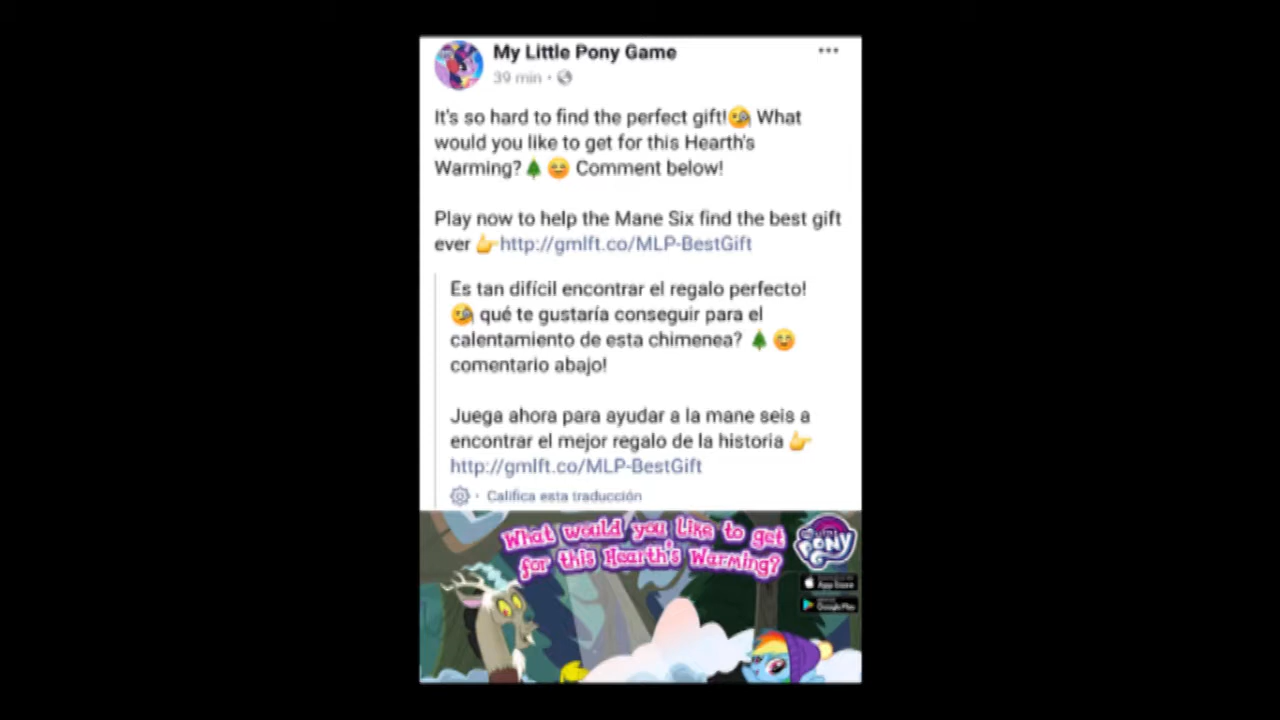 My Little Pony Game
39 min ·
It's so hard to find the perfect gift!🧐 What
would you like to get for this Hearth's
Warming?🌲😊 Comment below!
Play now to help the Mane Six find the best gift
ever 👉http://gmlft.co/MLP-BestGift
Es tan difícil encontrar el regalo perfecto!
🧐 qué te gustaría conseguir para el
calentamiento de esta chimenea? 🌲😊
comentario abajo!
Juega ahora para ayudar a la mane seis a
encontrar el mejor regalo de la historia 👉
http://gmlft.co/MLP-BestGift
· Califica esta traducción
What would you like to get
for this Hearth's Warming?
PONY
App Store
Google Play